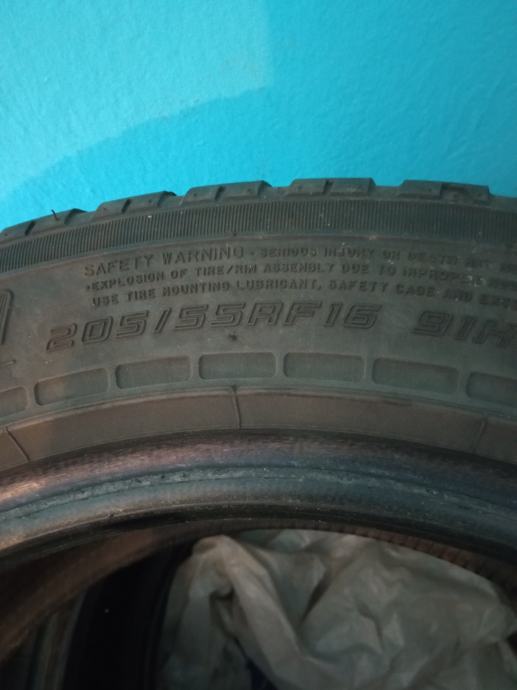 SAFETY WARNING · SERIOUS INJURY OR DEATH
·EXPLOSION OF TIRE/RIM ASSEMBLY DUE TO IMPROPER
USE TIRE MOUNTING LUBRICANT, SAFETY CAGE AND
205/55RF16 91H